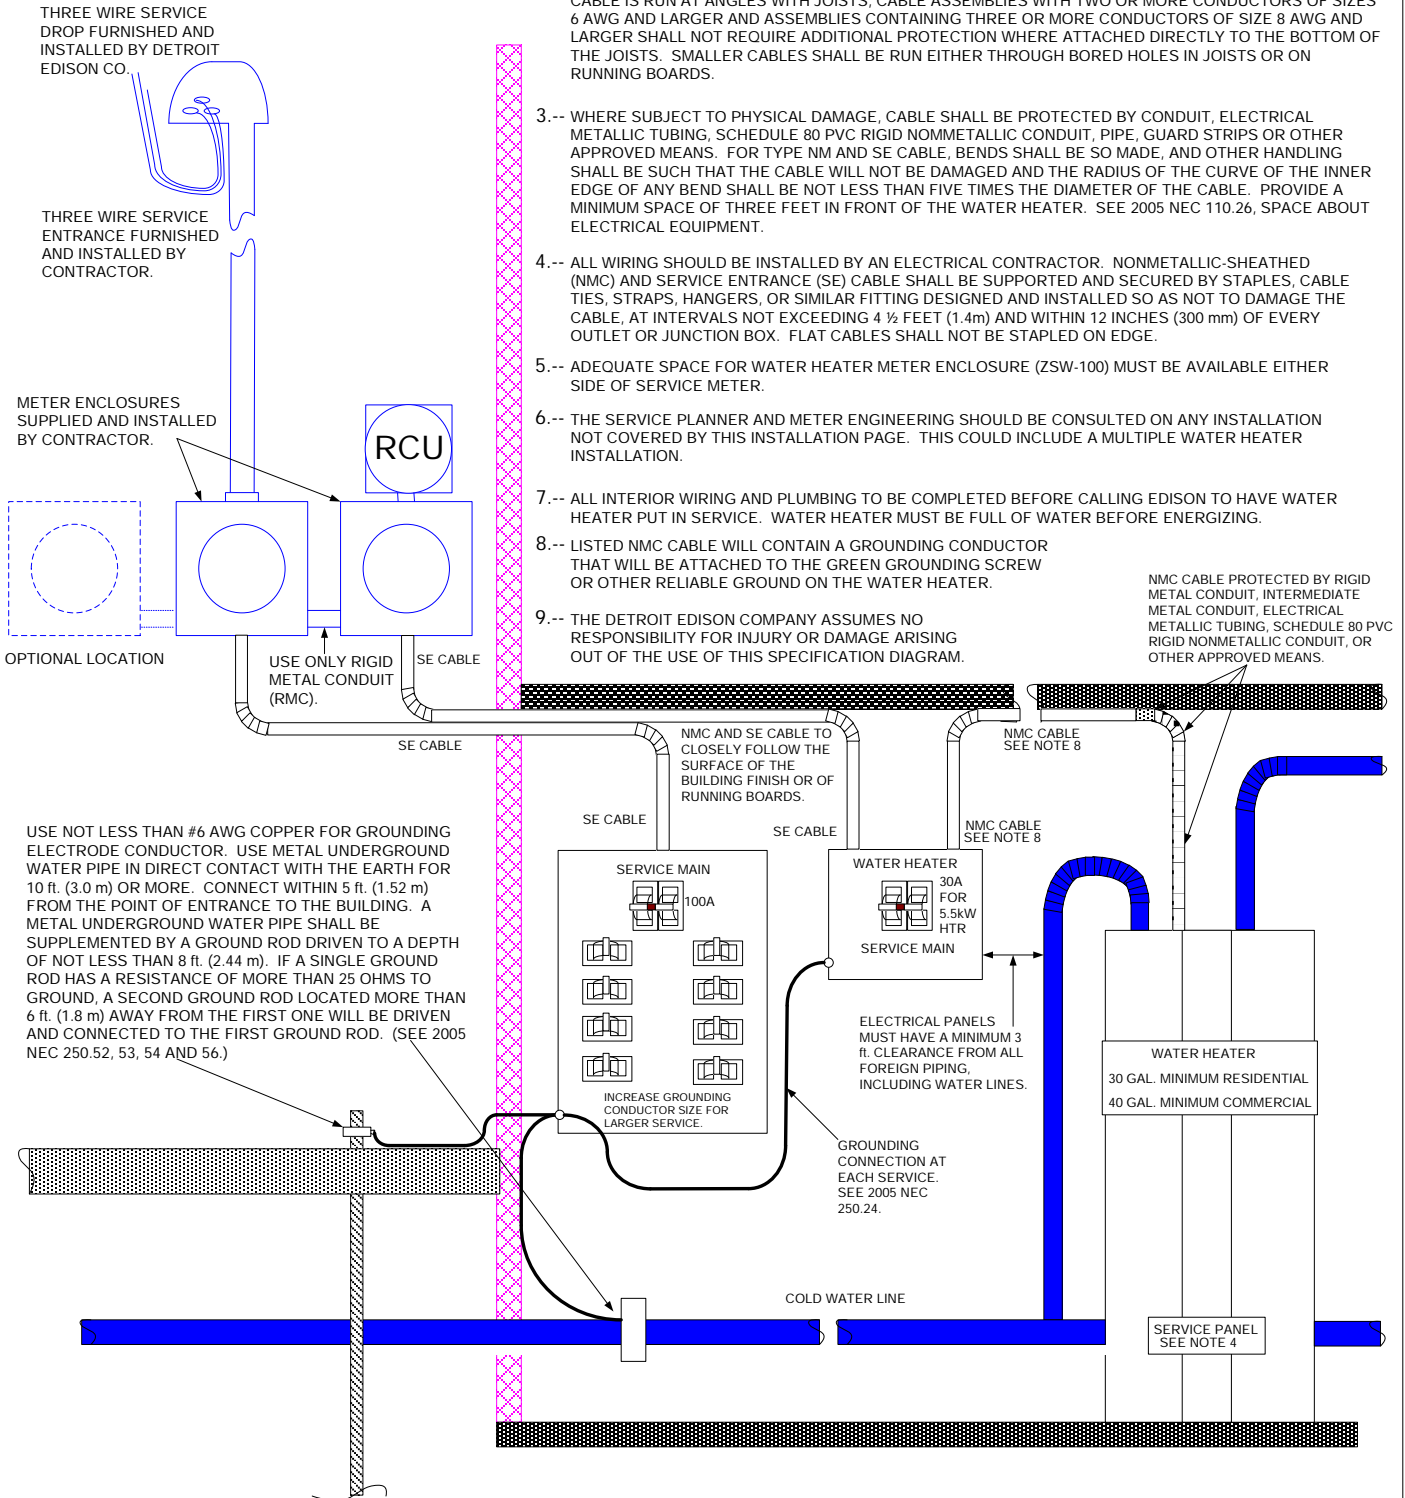 CABLE IS RUN AT ANGLES WITH JOISTS, CABLE ASSEMBLIES WITH TWO OR MORE CONDUCTORS OF SIZES
6 AWG AND LARGER AND ASSEMBLIES CONTAINING THREE OR MORE CONDUCTORS OF SIZE 8 AWG AND
LARGER SHALL NOT REQUIRE ADDITIONAL PROTECTION WHERE ATTACHED DIRECTLY TO THE BOTTOM OF
THE JOISTS. SMALLER CABLES SHALL BE RUN EITHER THROUGH BORED HOLES IN JOISTS OR ON
RUNNING BOARDS.
3.-- WHERE SUBJECT TO PHYSICAL DAMAGE, CABLE SHALL BE PROTECTED BY CONDUIT, ELECTRICAL
METALLIC TUBING, SCHEDULE 80 PVC RIGID NOMMETALLIC CONDUIT, PIPE, GUARD STRIPS OR OTHER
APPROVED MEANS. FOR TYPE NM AND SE CABLE, BENDS SHALL BE SO MADE, AND OTHER HANDLING
SHALL BE SUCH THAT THE CABLE WILL NOT BE DAMAGED AND THE RADIUS OF THE CURVE OF THE INNER
EDGE OF ANY BEND SHALL BE NOT LESS THAN FIVE TIMES THE DIAMETER OF THE CABLE. PROVIDE A
MINIMUM SPACE OF THREE FEET IN FRONT OF THE WATER HEATER. SEE 2005 NEC 110.26, SPACE ABOUT
ELECTRICAL EQUIPMENT.
4.-- ALL WIRING SHOULD BE INSTALLED BY AN ELECTRICAL CONTRACTOR. NONMETALLIC-SHEATHED
(NMC) AND SERVICE ENTRANCE (SE) CABLE SHALL BE SUPPORTED AND SECURED BY STAPLES, CABLE
TIES, STRAPS, HANGERS, OR SIMILAR FITTING DESIGNED AND INSTALLED SO AS NOT TO DAMAGE THE
CABLE, AT INTERVALS NOT EXCEEDING 4 ½ FEET (1.4m) AND WITHIN 12 INCHES (300 mm) OF EVERY
OUTLET OR JUNCTION BOX. FLAT CABLES SHALL NOT BE STAPLED ON EDGE.
5.-- ADEQUATE SPACE FOR WATER HEATER METER ENCLOSURE (ZSW-100) MUST BE AVAILABLE EITHER
SIDE OF SERVICE METER.
6.-- THE SERVICE PLANNER AND METER ENGINEERING SHOULD BE CONSULTED ON ANY INSTALLATION
NOT COVERED BY THIS INSTALLATION PAGE. THIS COULD INCLUDE A MULTIPLE WATER HEATER
INSTALLATION.
7.-- ALL INTERIOR WIRING AND PLUMBING TO BE COMPLETED BEFORE CALLING EDISON TO HAVE WATER
HEATER PUT IN SERVICE. WATER HEATER MUST BE FULL OF WATER BEFORE ENERGIZING.
8.-- LISTED NMC CABLE WILL CONTAIN A GROUNDING CONDUCTOR
THAT WILL BE ATTACHED TO THE GREEN GROUNDING SCREW
OR OTHER RELIABLE GROUND ON THE WATER HEATER.
9.-- THE DETROIT EDISON COMPANY ASSUMES NO
RESPONSIBILITY FOR INJURY OR DAMAGE ARISING
OUT OF THE USE OF THIS SPECIFICATION DIAGRAM.
THREE WIRE SERVICE
DROP FURNISHED AND
INSTALLED BY DETROIT
EDISON CO.
THREE WIRE SERVICE
ENTRANCE FURNISHED
AND INSTALLED BY
CONTRACTOR.
METER ENCLOSURES
SUPPLIED AND INSTALLED
BY CONTRACTOR.
RCU
OPTIONAL LOCATION
USE ONLY RIGID
METAL CONDUIT
(RMC).
SE CABLE
NMC CABLE PROTECTED BY RIGID
METAL CONDUIT, INTERMEDIATE
METAL CONDUIT, ELECTRICAL
METALLIC TUBING, SCHEDULE 80 PVC
RIGID NONMETALLIC CONDUIT, OR
OTHER APPROVED MEANS.
SE CABLE
NMC AND SE CABLE TO
CLOSELY FOLLOW THE
SURFACE OF THE
BUILDING FINISH OR OF
RUNNING BOARDS.
NMC CABLE
SEE NOTE 8
SE CABLE
SE CABLE
NMC CABLE
SEE NOTE 8
USE NOT LESS THAN #6 AWG COPPER FOR GROUNDING
ELECTRODE CONDUCTOR. USE METAL UNDERGROUND
WATER PIPE IN DIRECT CONTACT WITH THE EARTH FOR
10 ft. (3.0 m) OR MORE. CONNECT WITHIN 5 ft. (1.52 m)
FROM THE POINT OF ENTRANCE TO THE BUILDING. A
METAL UNDERGROUND WATER PIPE SHALL BE
SUPPLEMENTED BY A GROUND ROD DRIVEN TO A DEPTH
OF NOT LESS THAN 8 ft. (2.44 m). IF A SINGLE GROUND
ROD HAS A RESISTANCE OF MORE THAN 25 OHMS TO
GROUND, A SECOND GROUND ROD LOCATED MORE THAN
6 ft. (1.8 m) AWAY FROM THE FIRST ONE WILL BE DRIVEN
AND CONNECTED TO THE FIRST GROUND ROD. (SEE 2005
NEC 250.52, 53, 54 AND 56.)
SERVICE MAIN
100A
INCREASE GROUNDING
CONDUCTOR SIZE FOR
LARGER SERVICE.
WATER HEATER
30A
FOR
5.5kW
HTR
SERVICE MAIN
ELECTRICAL PANELS
MUST HAVE A MINIMUM 3
ft. CLEARANCE FROM ALL
FOREIGN PIPING,
INCLUDING WATER LINES.
GROUNDING
CONNECTION AT
EACH SERVICE.
SEE 2005 NEC
250.24.
WATER HEATER
30 GAL. MINIMUM RESIDENTIAL
40 GAL. MINIMUM COMMERCIAL
COLD WATER LINE
SERVICE PANEL
SEE NOTE 4